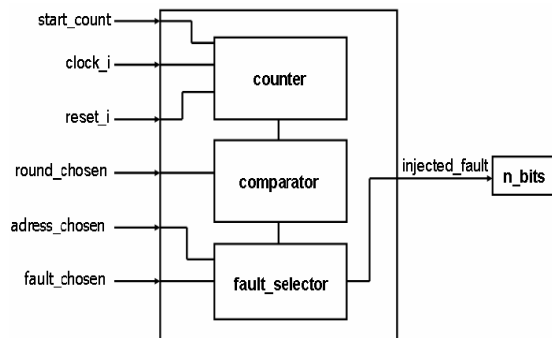 start_count
clock_i
counter
reset_i
round_chosen
comparator
injected_fault
n_bits
adress_chosen
fault_chosen
fault_selector